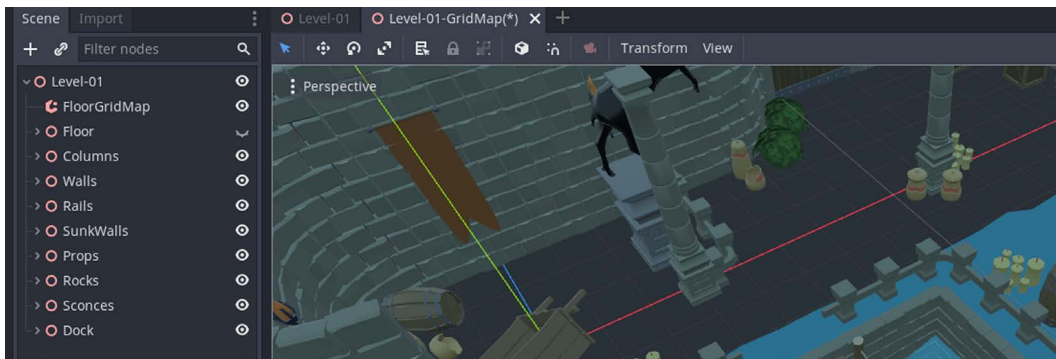 Scene Import
Level-01 Level-01-GridMap(*)
Filter nodes
Transform View
Perspective
Level-01
FloorGridMap
Floor
Columns
Walls
Rails
SunkWalls
Props
Rocks
Sconces
Dock